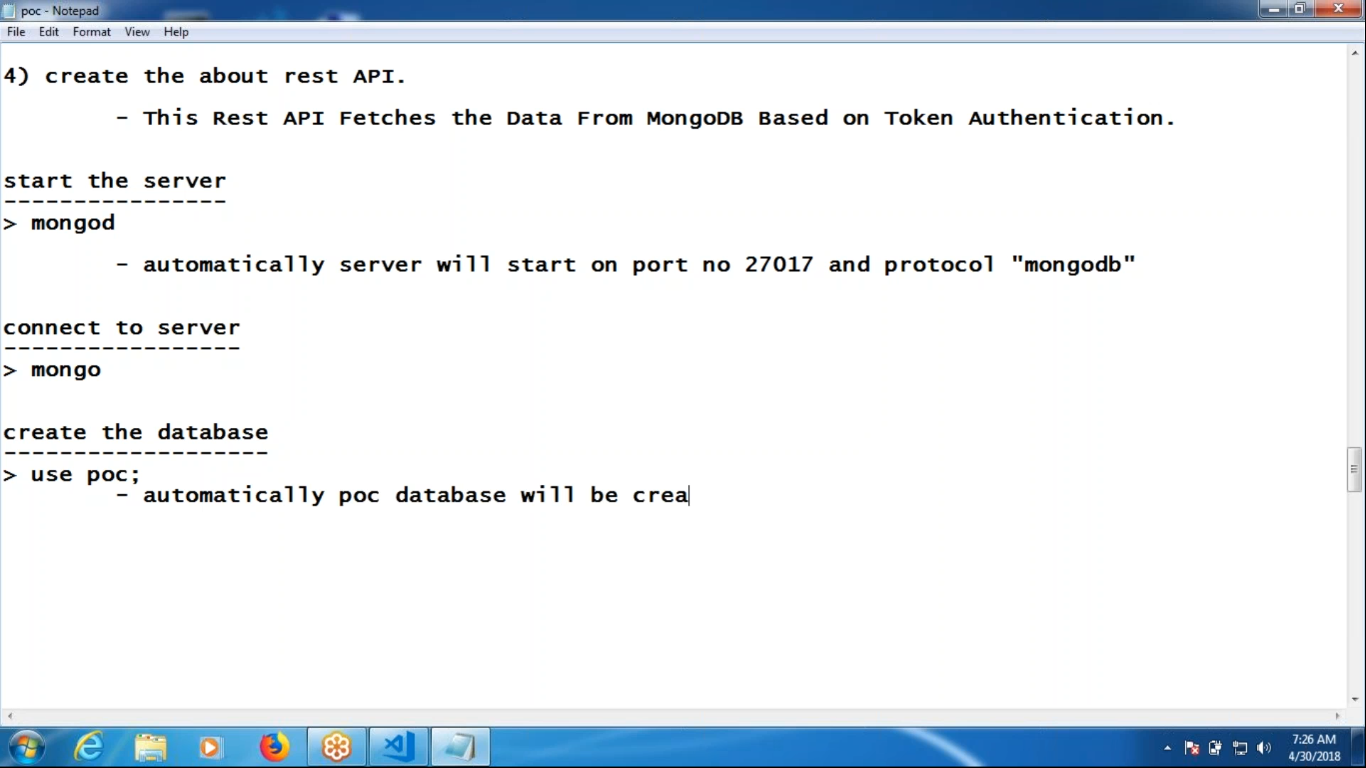 poc - Notepad
File Edit Format View Help
4) create the about rest API.
- This Rest API Fetches the Data From MongoDB Based on Token Authentication.
start the server
----------------
> mongod
- automatically server will start on port no 27017 and protocol "mongodb"
connect to server
-----------------
> mongo
create the database
-------------------
> use poc;
- automatically poc database will be crea
7:26 AM
4/30/2018